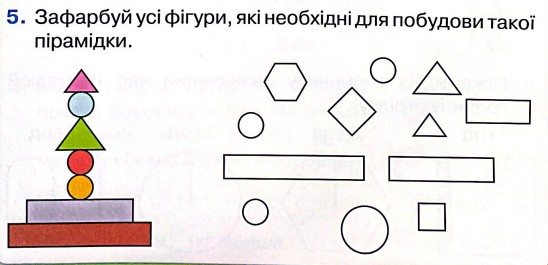 5. Зафарбуй усі фігури, які необхідні для побудови такої
пірамідки.